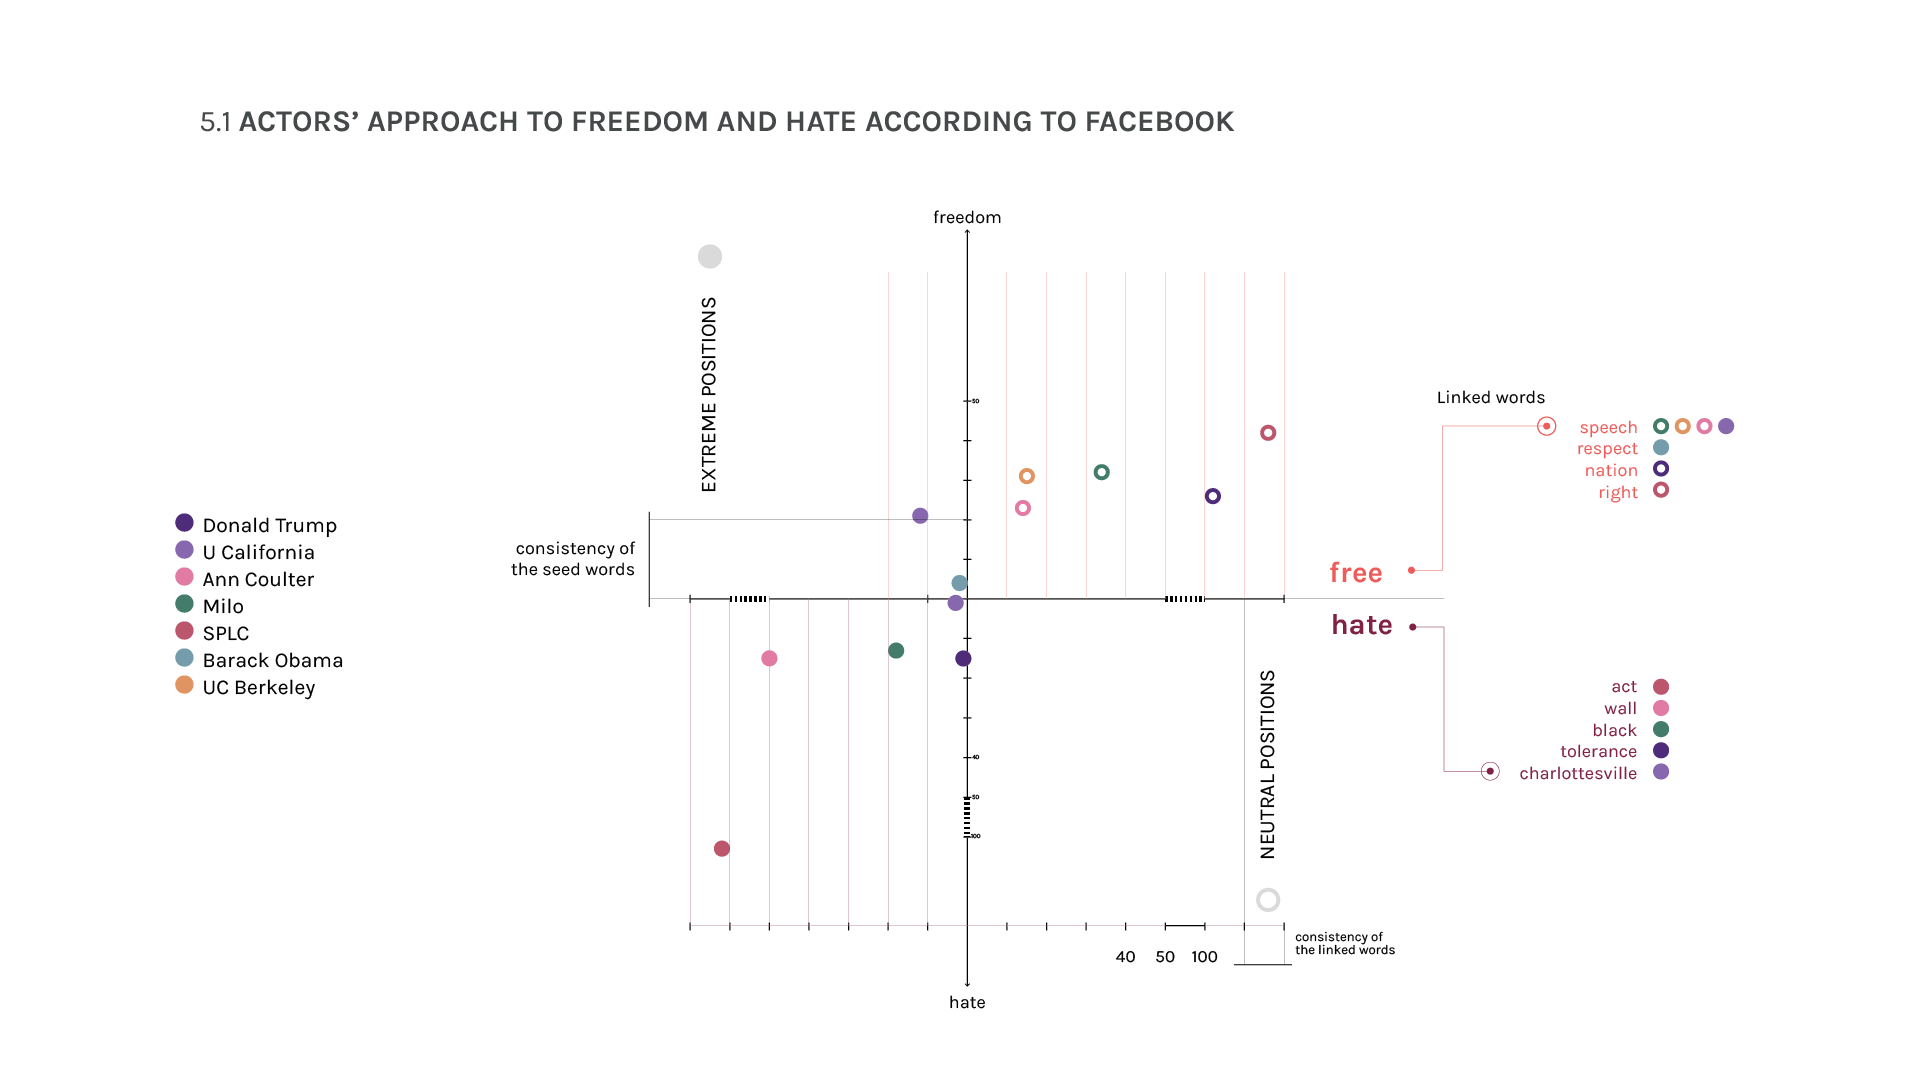 5.1 ACTORS’ APPROACH TO FREEDOM AND HATE ACCORDING TO FACEBOOK
freedom
EXTREME POSITIONS
50
Linked words
speech
respect
nation
right
Donald Trump
U California
Ann Coulter
Milo
SPLC
Barack Obama
UC Berkeley
consistency of
the seed words
free
hate
NEUTRAL POSITIONS
act
wall
black
tolerance
charlottesville
40
50
100
consistency of
the linked words
40 50 100
hate